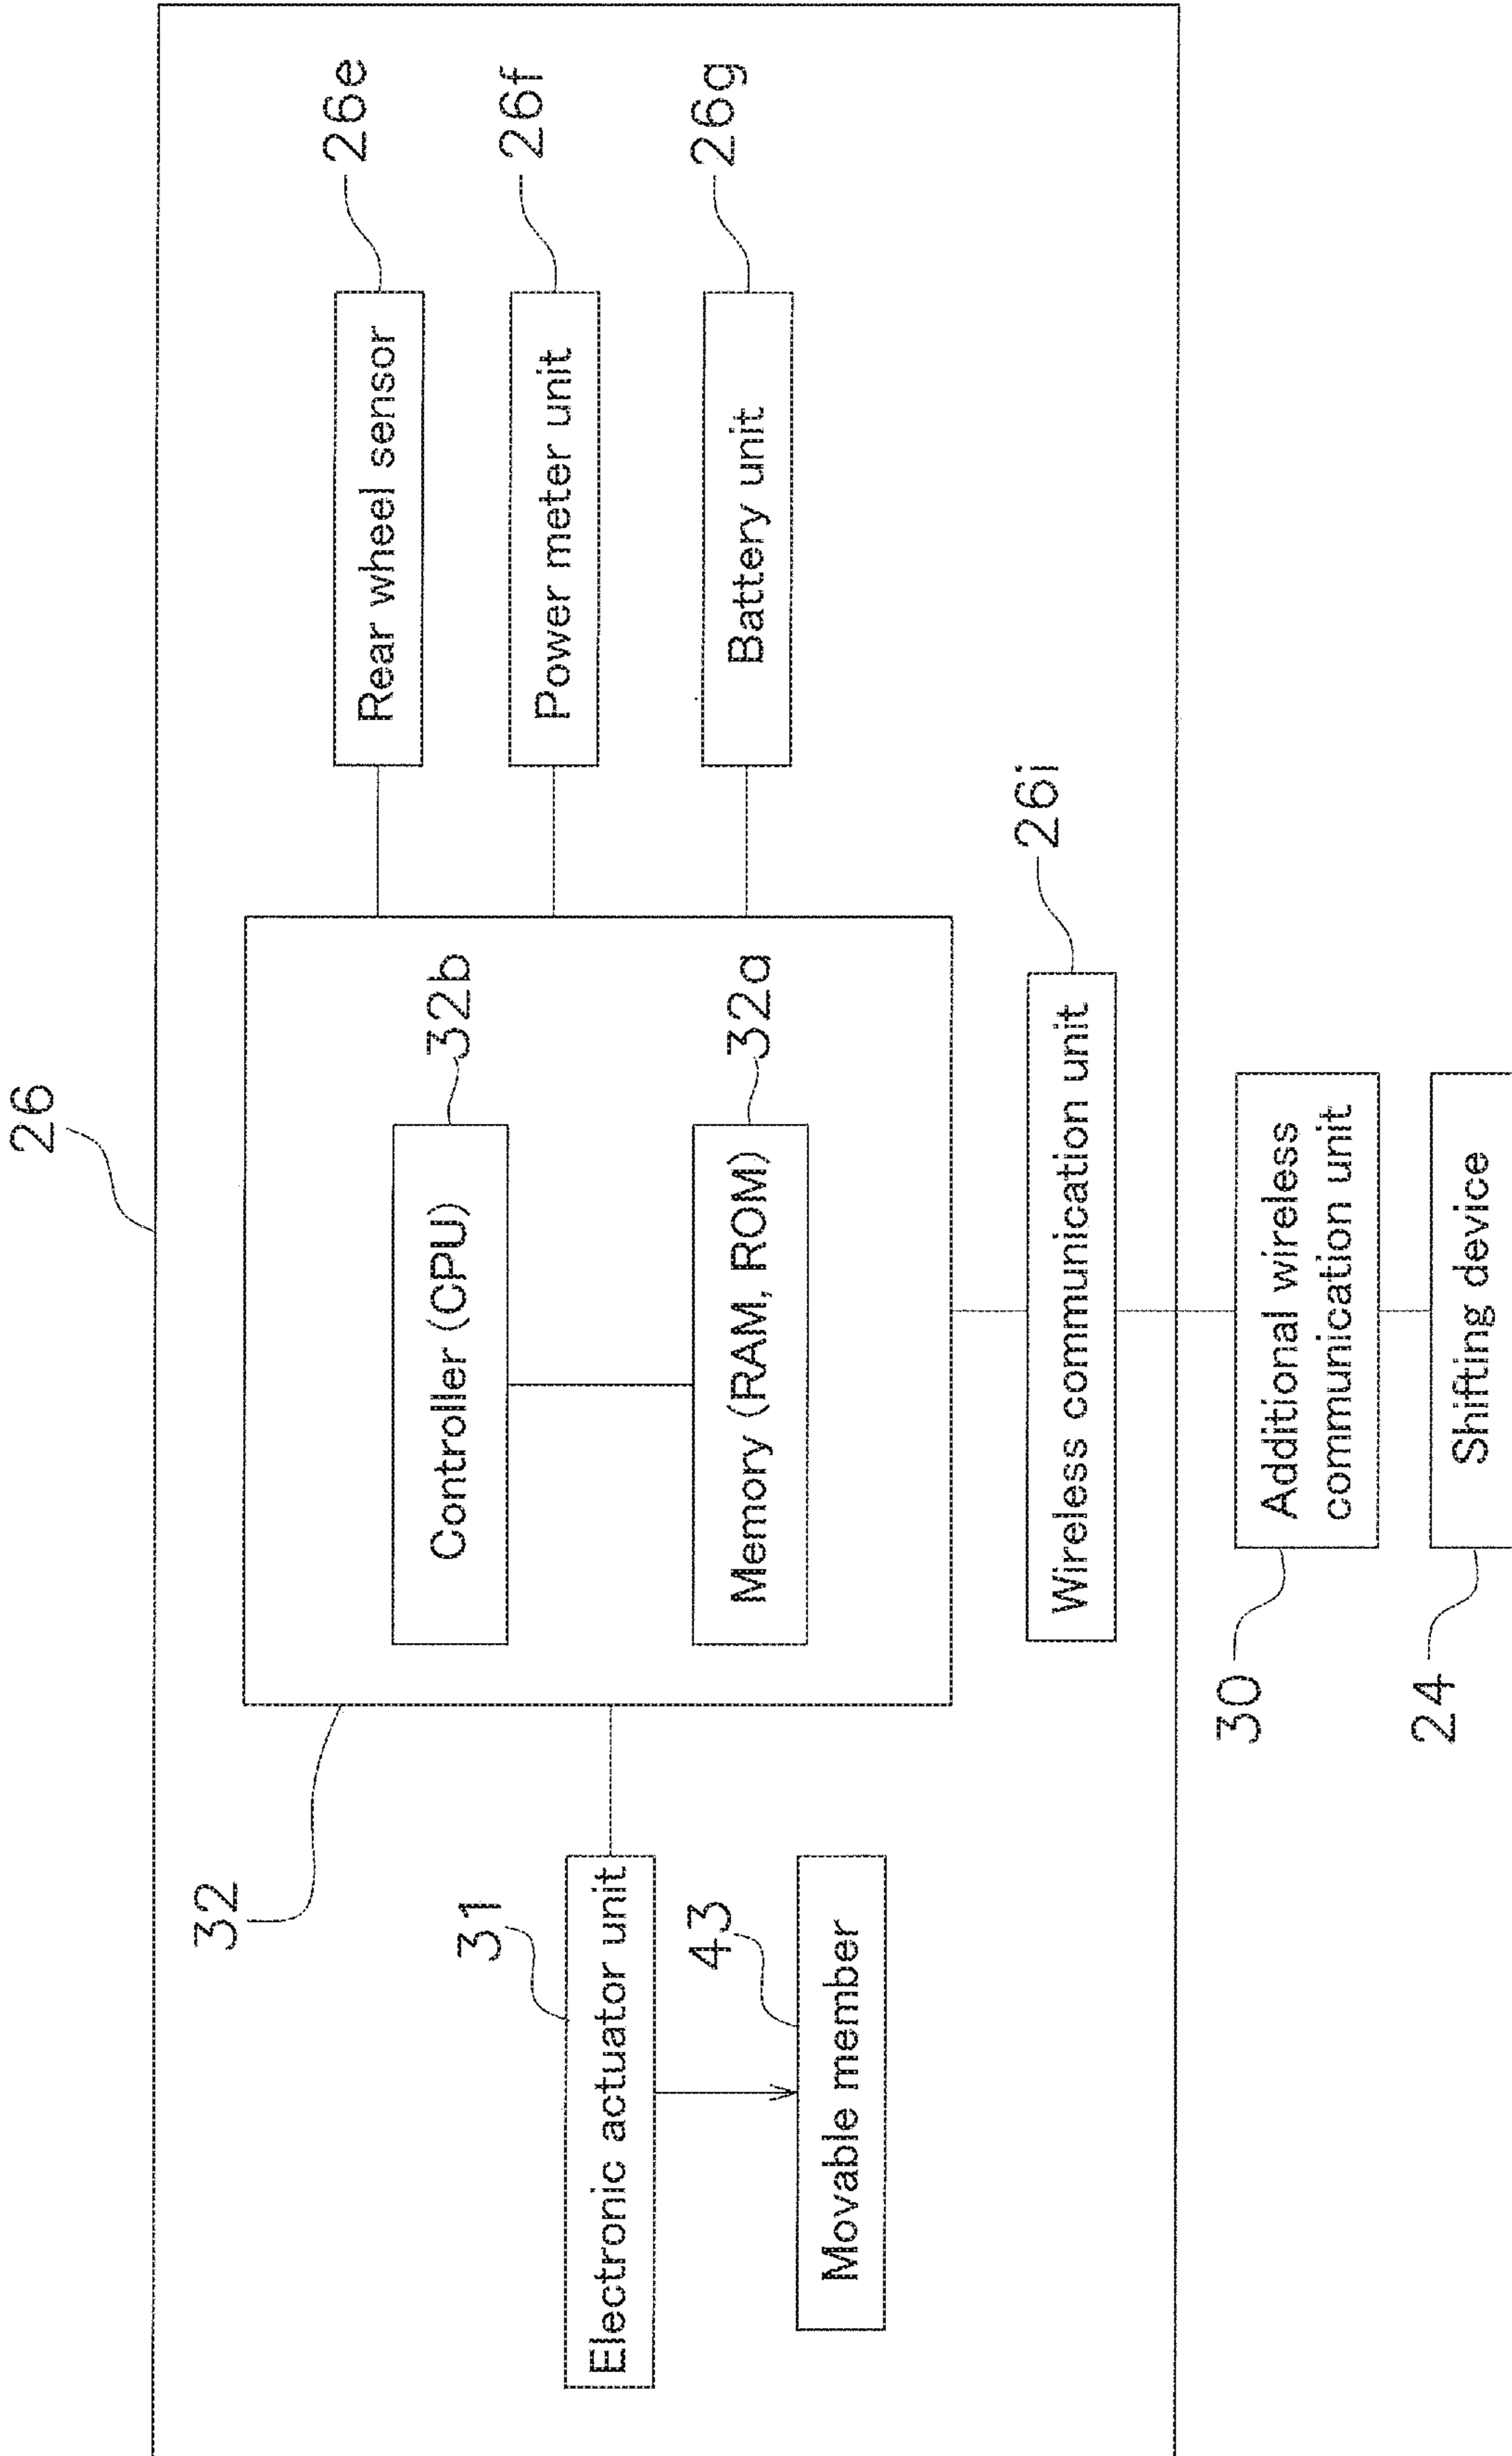 26
32
32b
Controller (CPU)
32a
Memory (RAM, ROM)
31
Electronic actuator unit
43
Movable member
26e
Rear wheel sensor
26f
Power meter unit
26g
Battery unit
26i
Wireless communication unit
30
Additional wireless
communication unit
24
Shifting device